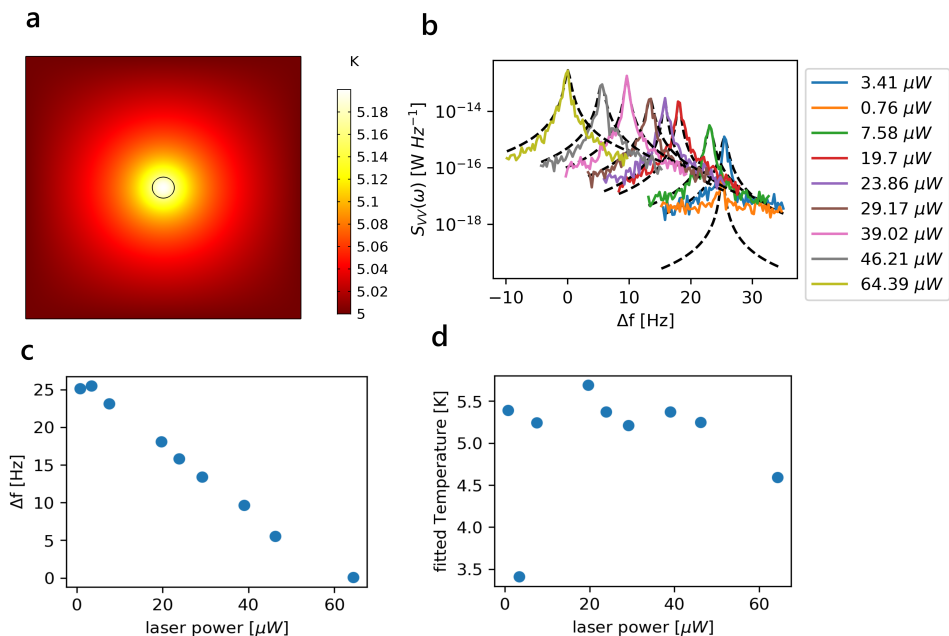 a
K
5.18
5.16
5.14
5.12
5.1
5.08
5.06
5.04
5.02
5
b
S_VV(ω) [W Hz⁻¹]
10⁻¹⁴
10⁻¹⁶
10⁻¹⁸
−10 0 10 20 30
Δf [Hz]
3.41 μW
0.76 μW
7.58 μW
19.7 μW
23.86 μW
29.17 μW
39.02 μW
46.21 μW
64.39 μW
c
Δf [Hz]
25
20
15
10
5
0
0 20 40 60
laser power [μW]
d
fitted Temperature [K]
5.5
5.0
4.5
4.0
3.5
0 20 40 60
laser power [μW]